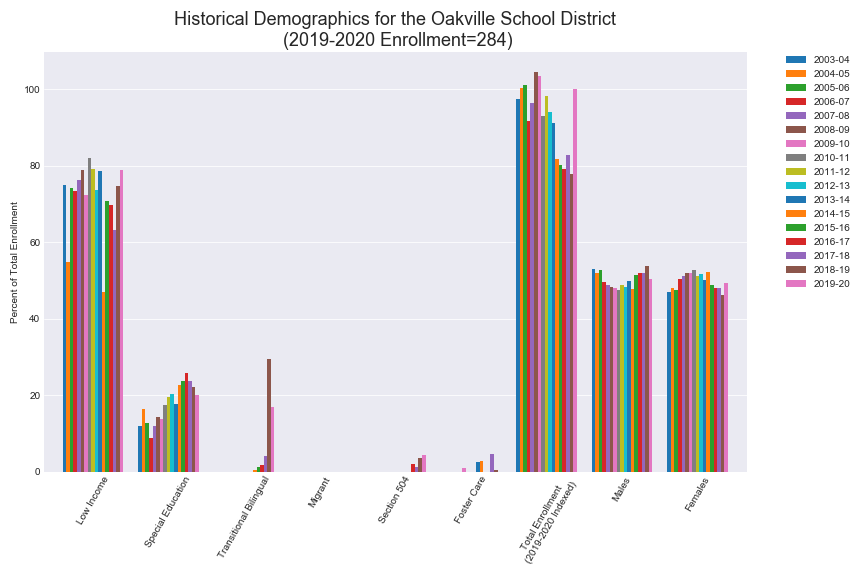 Historical Demographics for the Oakville School District
(2019-2020 Enrollment=284)
Percent of Total Enrollment
100
80
60
40
20
0
Low Income
Special Education
Transitional Bilingual
Migrant
Section 504
Foster Care
Total Enrollment
(2019-2020 Indexed)
Males
Females
2003-04
2004-05
2005-06
2006-07
2007-08
2008-09
2009-10
2010-11
2011-12
2012-13
2013-14
2014-15
2015-16
2016-17
2017-18
2018-19
2019-20